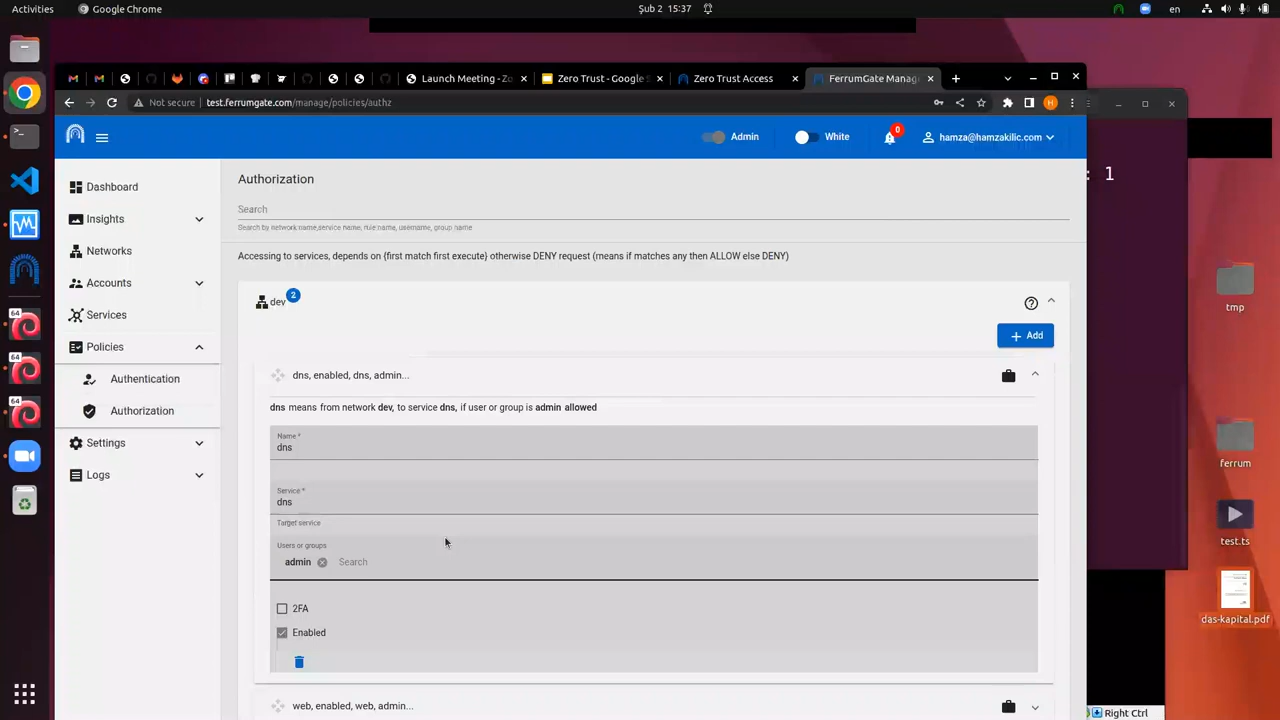 Activities
Google Chrome
Şub 2 15:37
en
Launch Meeting - Zo
Zero Trust - Google S
Zero Trust Access
FerrumGate Manag
Not secure
test.ferrumgate.com/manage/policies/authz
H
Admin
White
0
hamza@hamzakilic.com
: 1
Dashboard
Insights
Networks
Accounts
Services
Policies
Authentication
Authorization
Settings
Logs
Authorization
Search
Search by network name,service name, rule name, username, group name
Accessing to services, depends on {first match first execute} otherwise DENY request (means if matches any then ALLOW else DENY)
dev
2
Add
dns, enabled, dns, admin...
dns means from network dev, to service dns, if user or group is admin allowed
Name *
dns
Service *
dns
Target service
Users or groups
admin
Search
2FA
Enabled
web, enabled, web, admin...
64
64
64
tmp
ferrum
test.ts
das-kapital.pdf
Right Ctrl